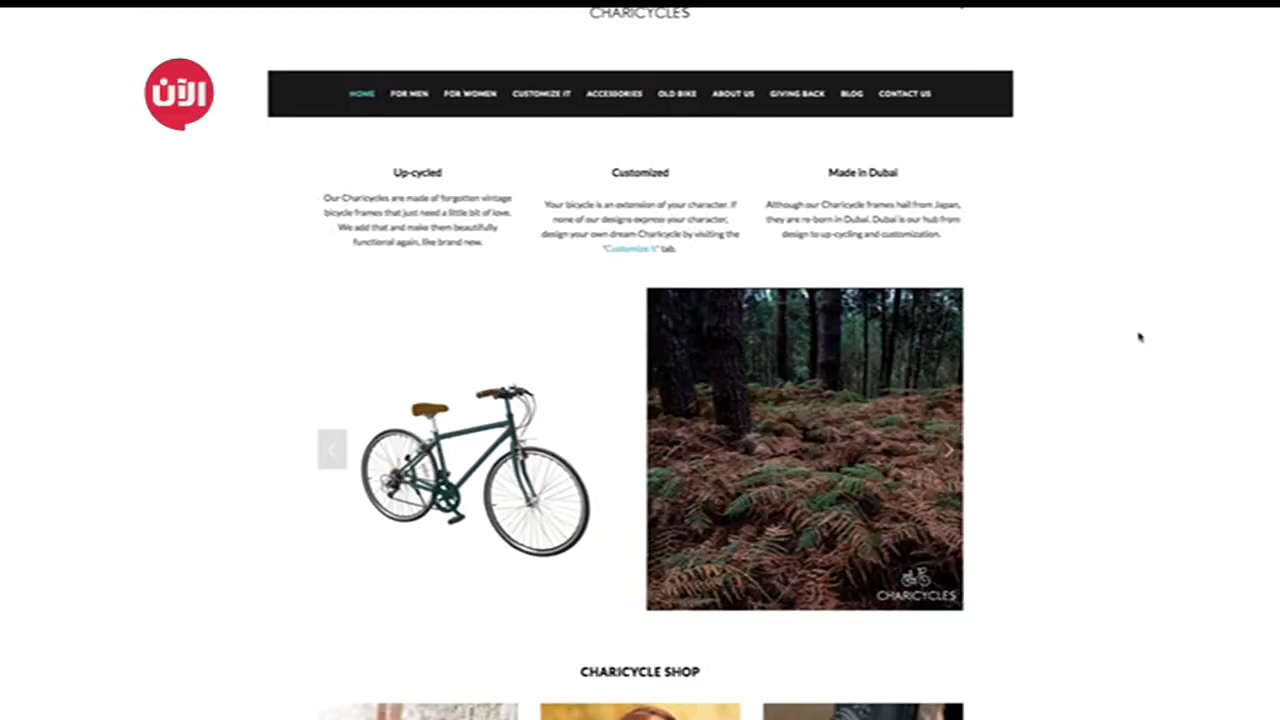 CHARICYCLES
الآن
HOME FOR MEN FOR WOMEN CUSTOMIZE IT ACCESSORIES OLD BIKE ABOUT US GIVING BACK BLOG CONTACT US
Up-cycled
Our Charicycles are made of forgotten vintage
bicycle frames that just need a little bit of love.
We add that and make them beautifully
functional again, like brand new.
Customized
Your bicycle is an extension of your character. If
none of our designs express your character,
design your own dream Charicycle by visiting the
"Customize It" tab.
Made in Dubai
Although our Charicycle frames hail from Japan,
they are re-born in Dubai. Dubai is our hub from
design to up-cycling and customization.
CHARICYCLES
CHARICYCLE SHOP